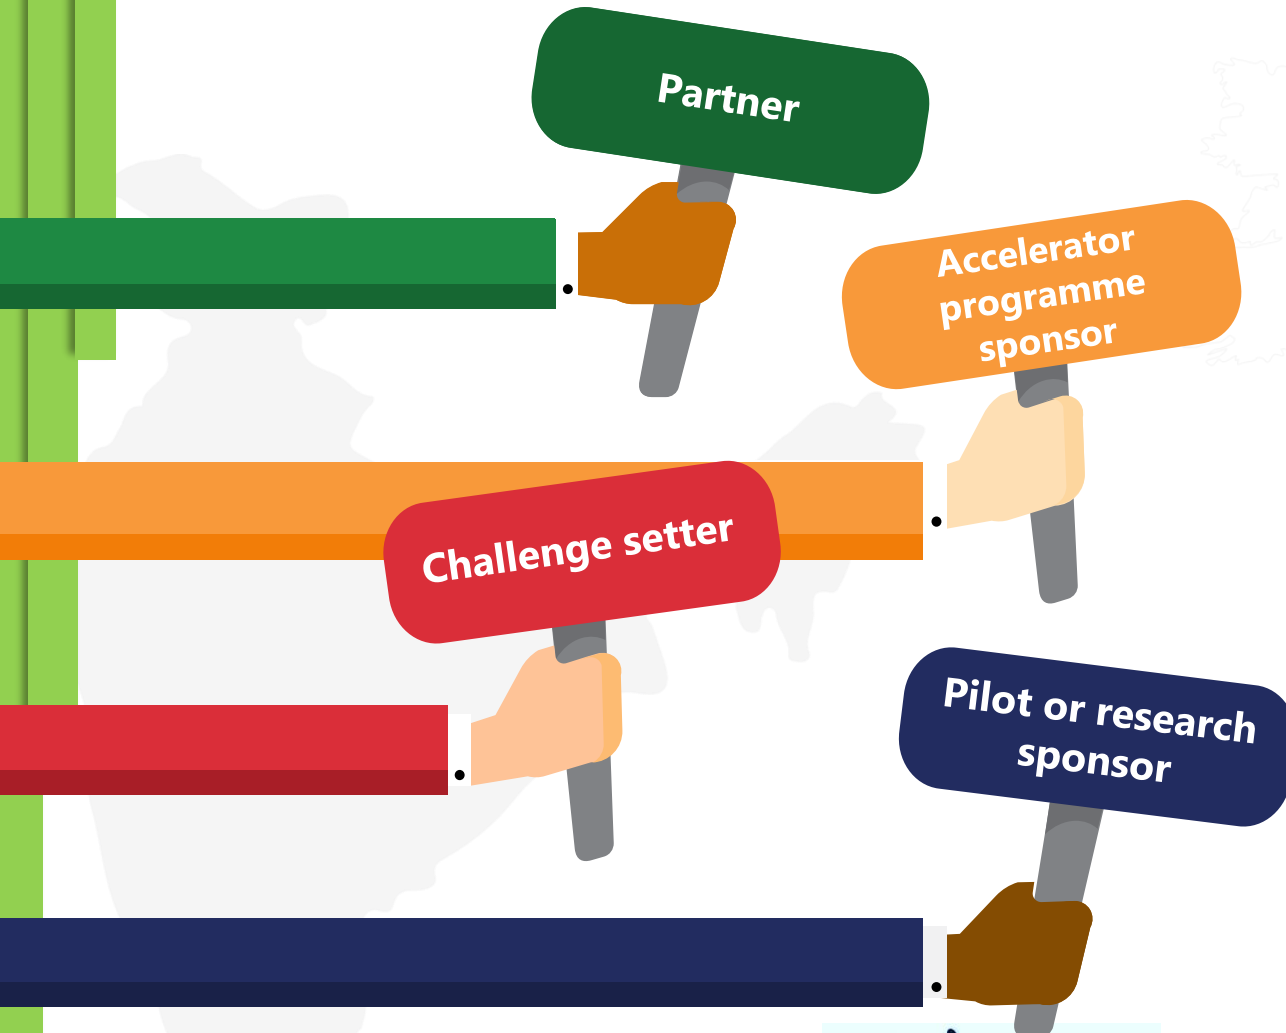 Partner
Accelerator
programme
sponsor
Challenge setter
Pilot or research
sponsor